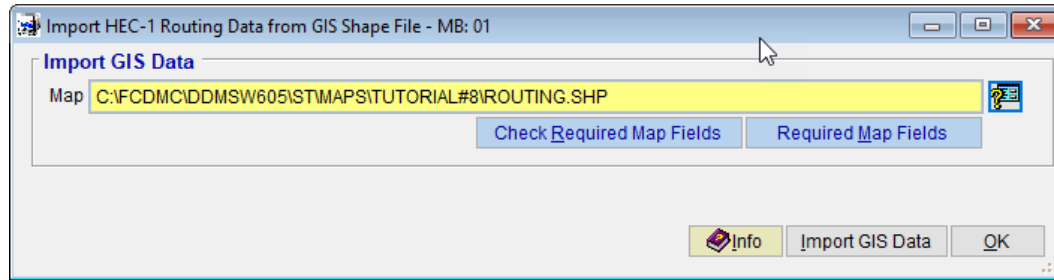 Import HEC-1 Routing Data from GIS Shape File - MB: 01
Import GIS Data
Map C:\FCDMC\DDMSW605\ST\MAPS\TUTORIAL#8\ROUTING.SHP
Check Required Map Fields Required Map Fields
Info Import GIS Data OK